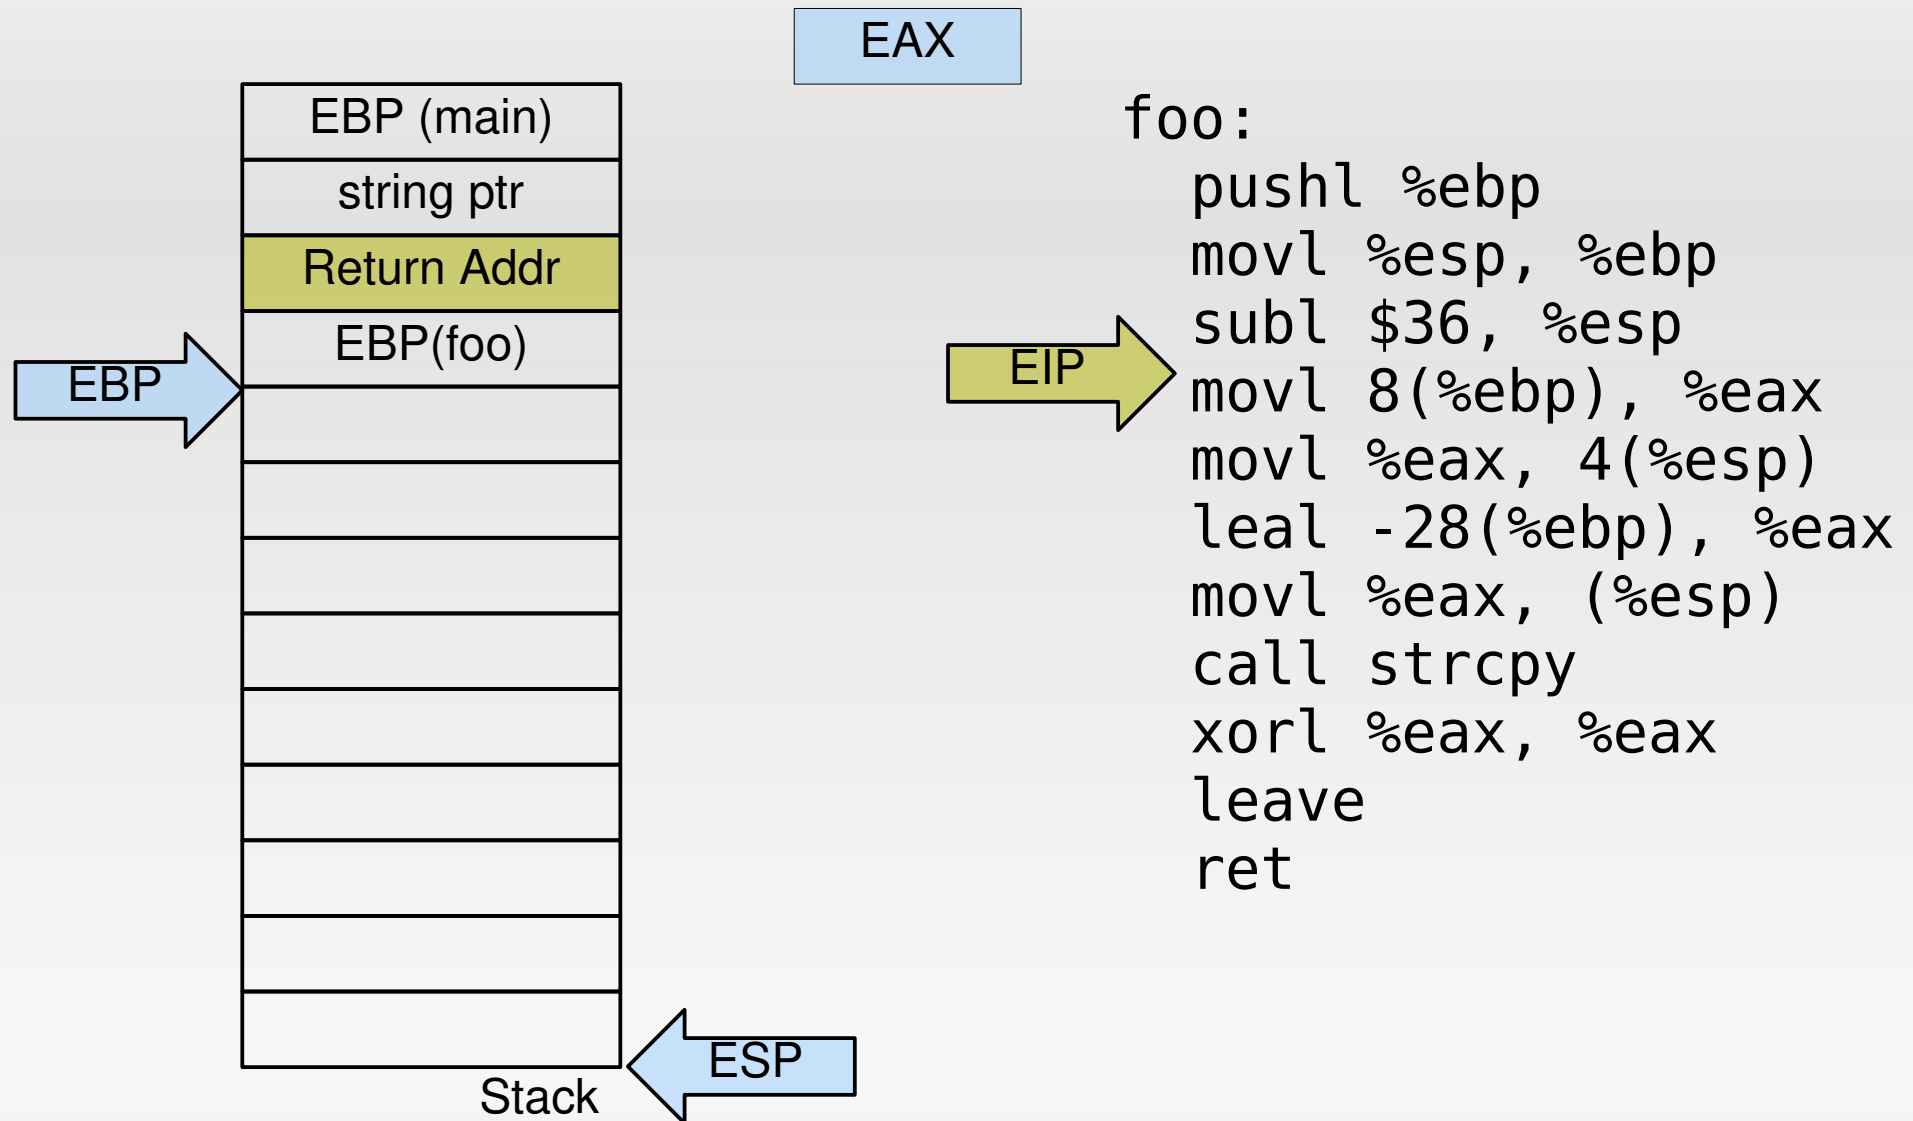 EAX
EBP (main)
string ptr
Return Addr
EBP(foo)
EBP
ESP
Stack
EIP
foo:
pushl %ebp
movl %esp, %ebp
subl $36, %esp
movl 8(%ebp), %eax
movl %eax, 4(%esp)
leal -28(%ebp), %eax
movl %eax, (%esp)
call strcpy
xorl %eax, %eax
leave
ret